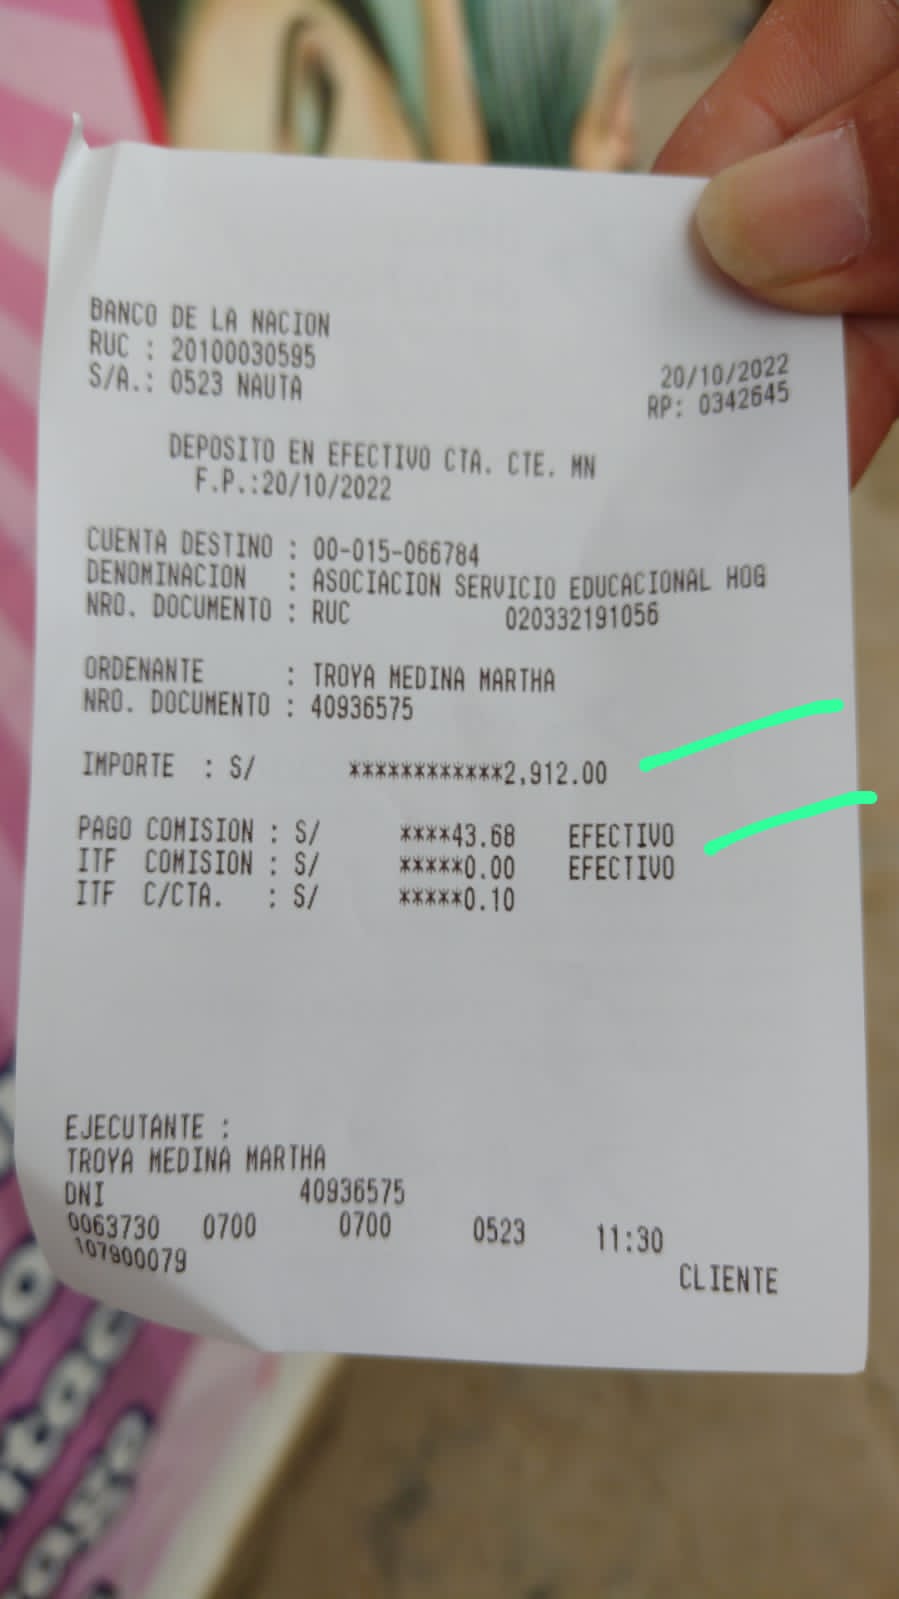 BANCO DE LA NACION
RUC : 20100030595
S/A.: 0523 NAUTA
20/10/2022
RP: 0342645
DEPOSITO EN EFECTIVO CTA. CTE. MN
F.P.:20/10/2022
CUENTA DESTINO : 00-015-066784
DENOMINACION : ASOCIACION SERVICIO EDUCACIONAL HOG
NRO. DOCUMENTO : RUC 020332191056
ORDENANTE : TROYA MEDINA MARTHA
NRO. DOCUMENTO : 40936575
IMPORTE : S/ ************2,912.00
PAGO COMISION : S/ ****43.68 EFECTIVO
ITF COMISION : S/ *****0.00 EFECTIVO
ITF C/CTA. : S/ *****0.10
EJECUTANTE :
TROYA MEDINA MARTHA
DNI 40936575
0063730 0700 0700 0523 11:30
107900079
CLIENTE